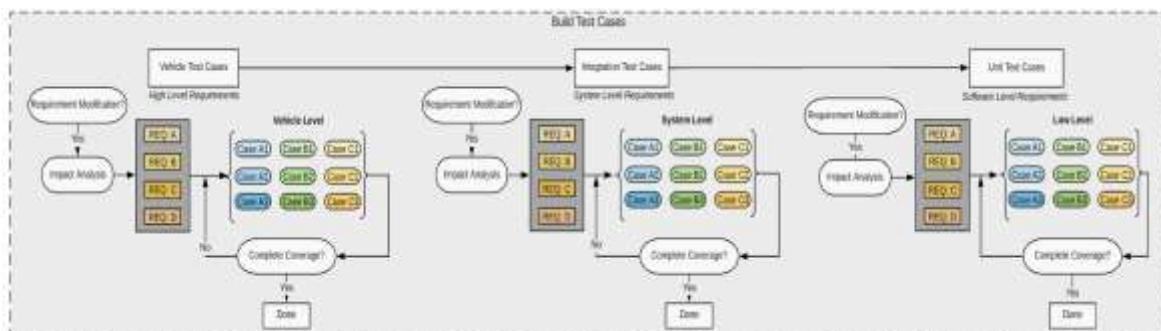 Build Test Cases
Vehicle Test Cases
Integration Test Cases
Unit Test Cases
High Level Requirements
System Level Requirements
Software Level Requirements
Requirement Modification?
Yes
Impact Analysis
REQ. A
REQ. B
REQ. C
REQ. D
Vehicle Level
Case A1 Case B1 Case C1
Case A2 Case B2 Case C2
Case A3 Case B3 Case C3
No
Complete Coverage?
Yes
Done
Requirement Modification?
Yes
Impact Analysis
REQ. A
REQ. B
REQ. C
REQ. D
System Level
Case A1 Case B1 Case C1
Case A2 Case B2 Case C2
Case A3 Case B3 Case C3
No
Complete Coverage?
Yes
Done
Requirement Modification?
Yes
Impact Analysis
REQ. A
REQ. B
REQ. C
REQ. D
Low Level
Case A1 Case B1 Case C1
Case A2 Case B2 Case C2
Case A3 Case B3 Case C3
Complete Coverage?
Yes
Done